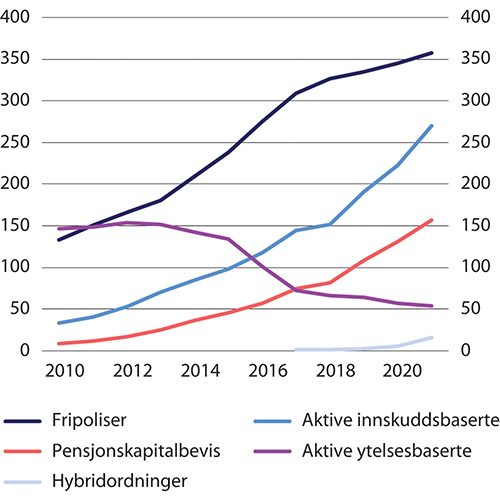 400 400
350 350
300 300
250 250
200 200
150 150
100 100
50 50
0 0
2010 2012 2014 2016 2018 2020
Fripoliser Aktive innskuddsbaserte
Pensjonskapitalbevis Aktive ytelsesbaserte
Hybridordninger